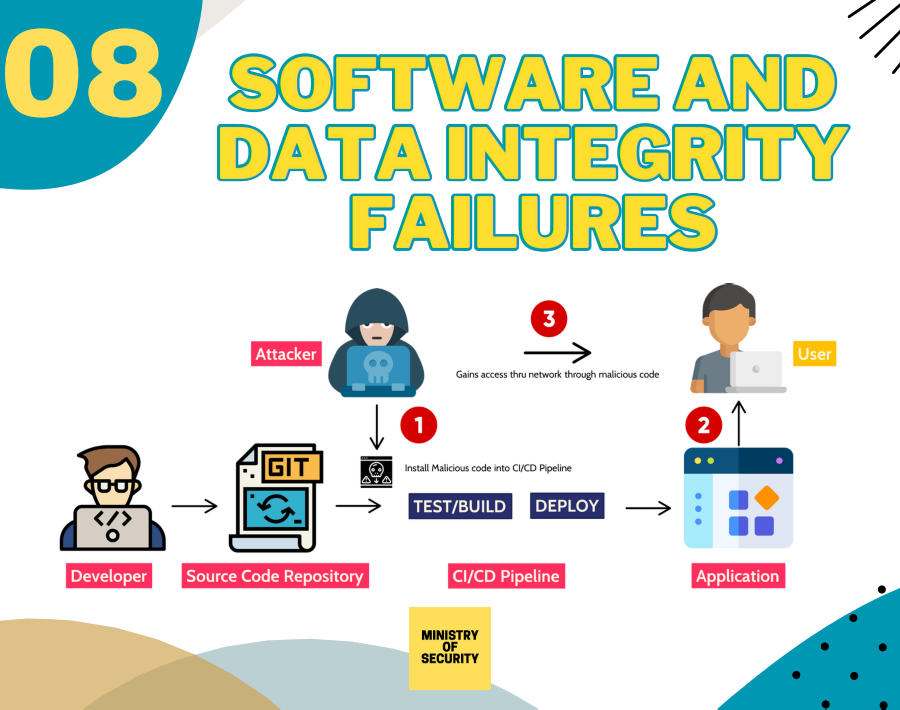 08
SOFTWARE AND
DATA INTEGRITY
FAILURES
Attacker
3
Gains access thru network through malicious code
User
1
2
Install Malicious code into CI/CD Pipeline
GIT
</>
TEST/BUILD
DEPLOY
Developer
Source Code Repository
CI/CD Pipeline
Application
MINISTRY
OF
SECURITY